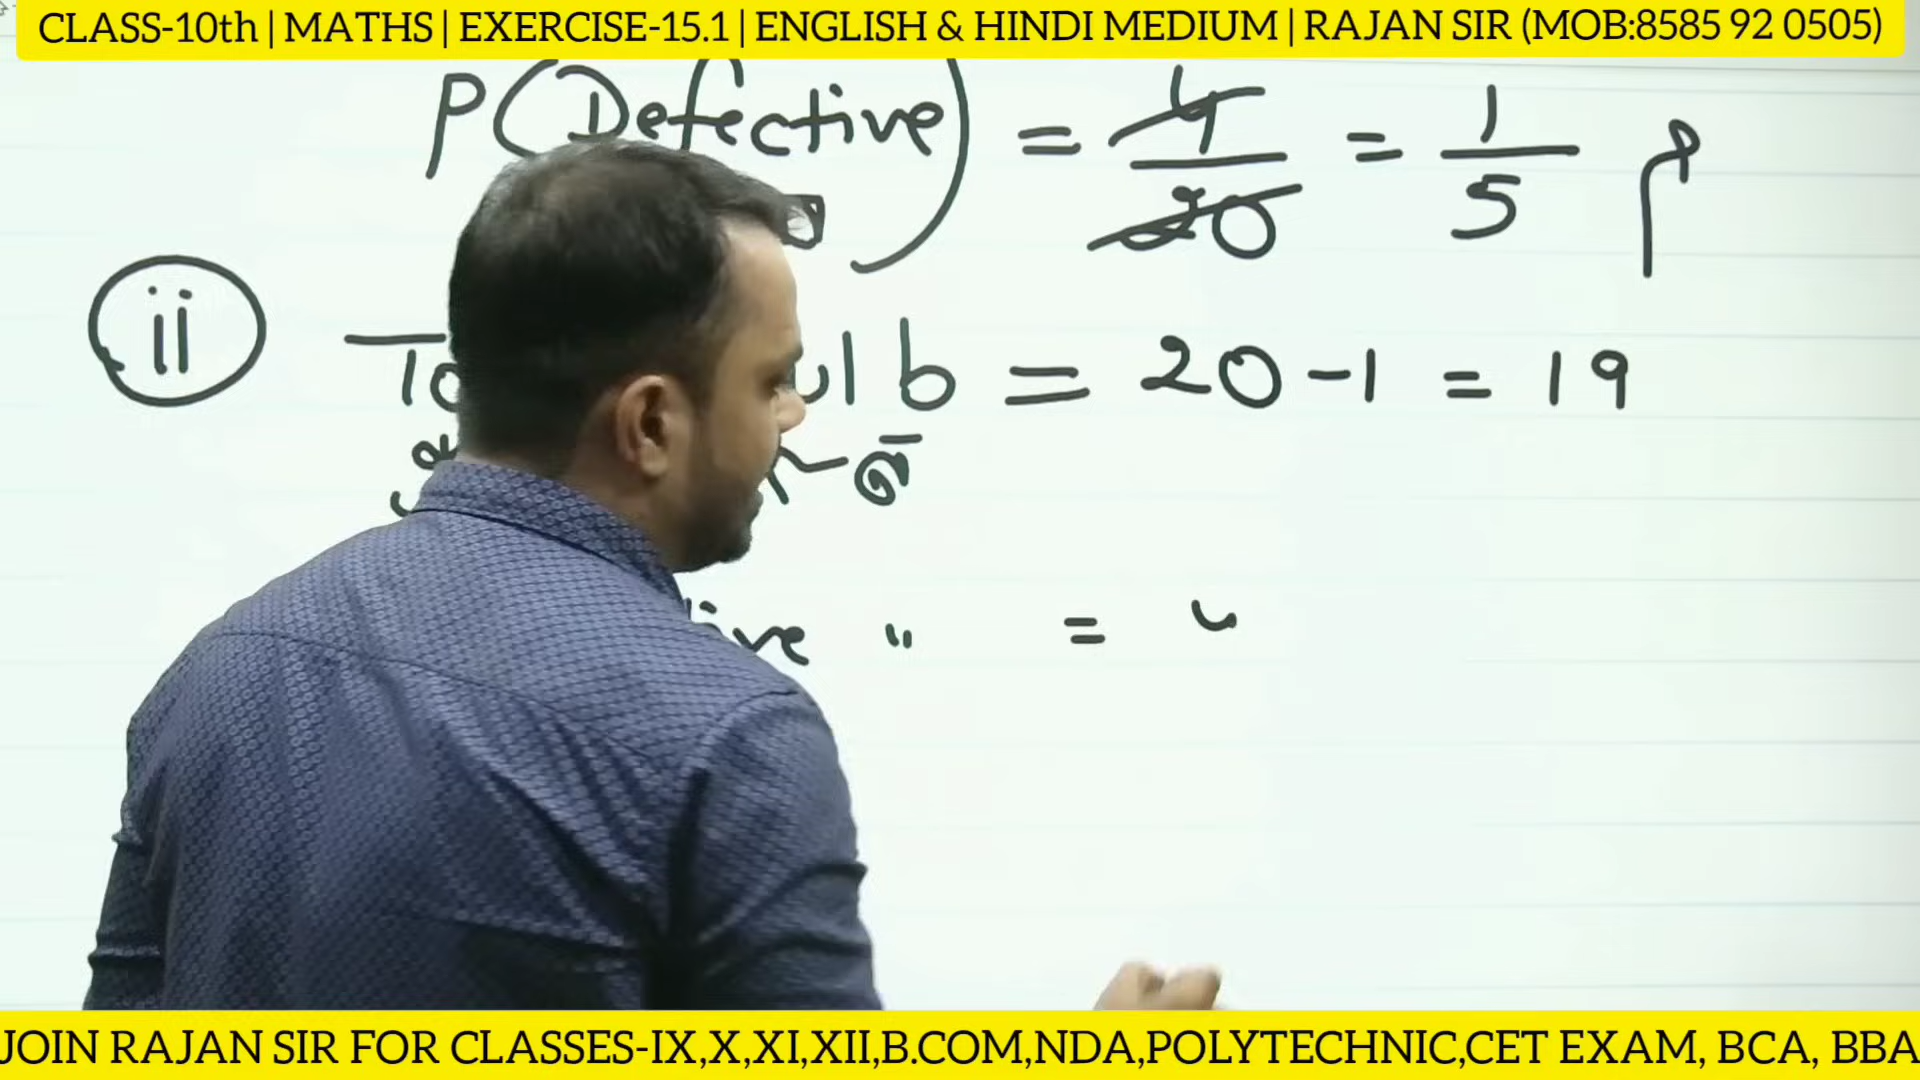 CLASS-10th | MATHS | EXERCISE-15.1 | ENGLISH & HINDI MEDIUM | RAJAN SIR (MOB:8585 92 0505)
P(Defective) = 4/20 = 1/5
ii
b = 20 - 1 = 19
ive " =
JOIN RAJAN SIR FOR CLASSES-IX,X,XI,XII,B.COM,NDA,POLYTECHNIC,CET EXAM, BCA, BBA